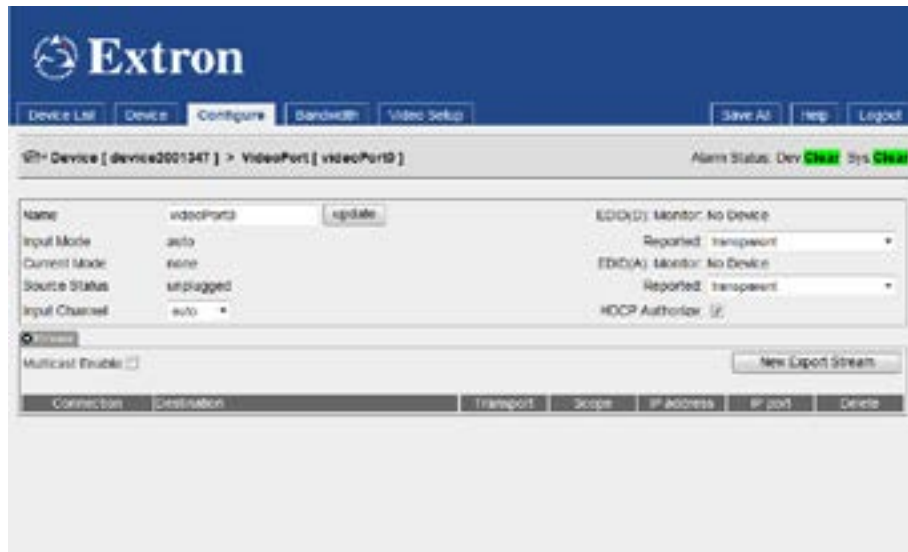 Extron
Device List Device Configure Bandwidth Video Setup Save All Help Logout
Device [ device2001347 ] > VideoPort [ videoPort0 ] Alarm Status: Dev Clear Sys Clear
Name videoPort0 update EDID(D): Monitor: No Device
Input Mode auto Reported: transparent
Current Mode none EDID(A): Monitor: No Device
Source Status unplugged Reported: transparent
Input Channel auto HDCP Authorize:
Multicast Enable New Export Stream
Connection Destination Transport Scope IP address IP port Delete